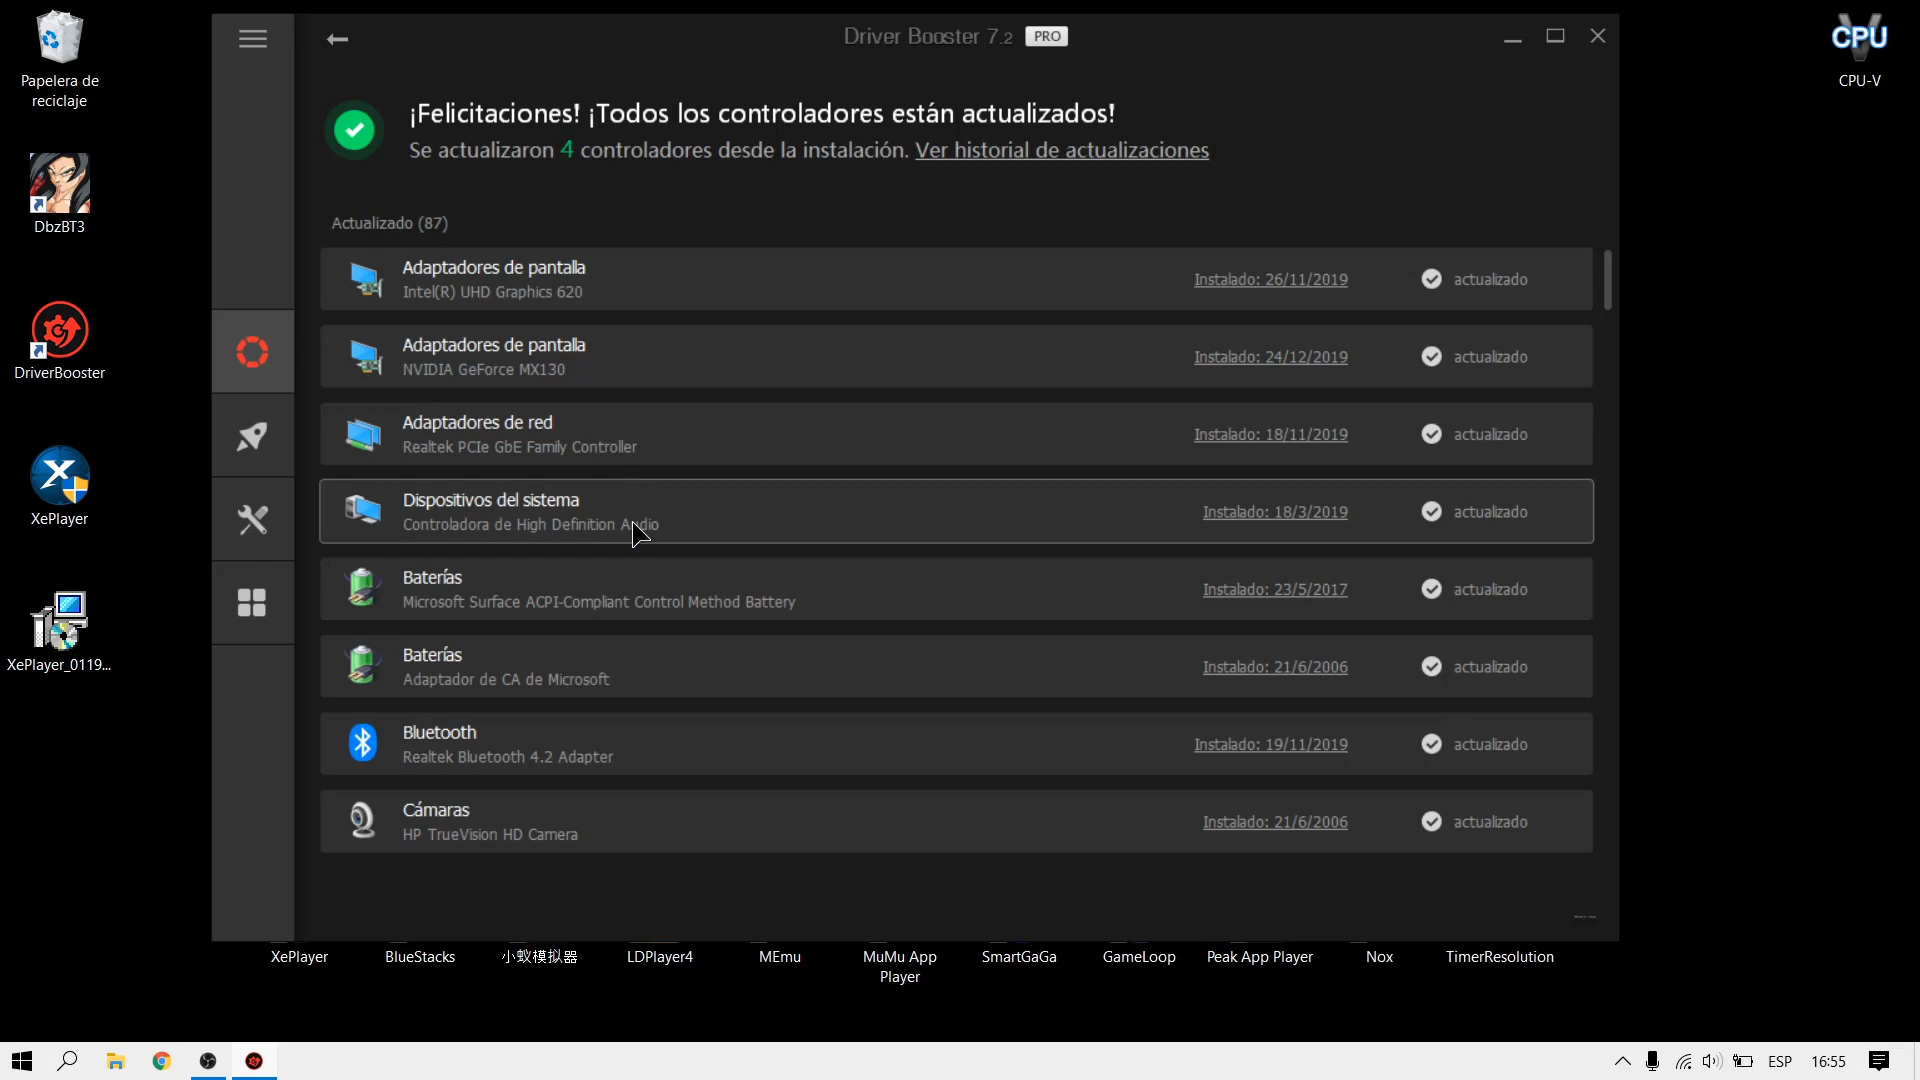 Driver Booster 7.2 PRO
¡Felicitaciones! ¡Todos los controladores están actualizados!
Se actualizaron 4 controladores desde la instalación. Ver historial de actualizaciones
Actualizado (87)
Adaptadores de pantalla
Intel(R) UHD Graphics 620
Instalado: 26/11/2019
actualizado
Adaptadores de pantalla
NVIDIA GeForce MX130
Instalado: 24/12/2019
actualizado
Adaptadores de red
Realtek PCIe GbE Family Controller
Instalado: 18/11/2019
actualizado
Dispositivos del sistema
Controladora de High Definition Audio
Instalado: 18/3/2019
actualizado
Baterías
Microsoft Surface ACPI-Compliant Control Method Battery
Instalado: 23/5/2017
actualizado
Baterías
Adaptador de CA de Microsoft
Instalado: 21/6/2006
actualizado
Bluetooth
Realtek Bluetooth 4.2 Adapter
Instalado: 19/11/2019
actualizado
Cámaras
HP TrueVision HD Camera
Instalado: 21/6/2006
actualizado
Papelera de
reciclaje
DbzBT3
DriverBooster
XePlayer
XePlayer_0119...
CPU
CPU-V
XePlayer
BlueStacks
小蚁模拟器
LDPlayer4
MEmu
MuMu App
Player
SmartGaGa
GameLoop
Peak App Player
Nox
TimerResolution
ESP
16:55